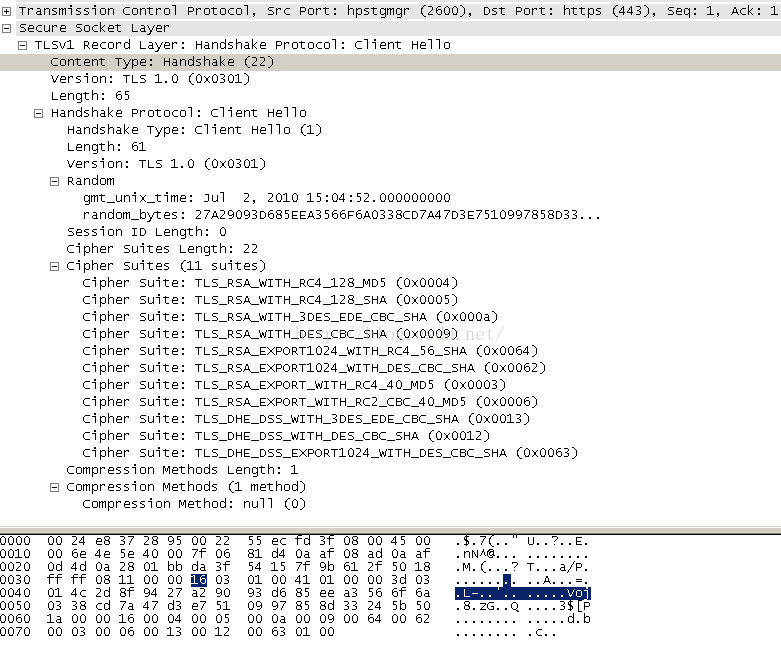 Transmission Control Protocol, Src Port: hpstgmgr (2600), Dst Port: https (443), Seq: 1, Ack: 1
Secure Socket Layer
TLSv1 Record Layer: Handshake Protocol: Client Hello
Content Type: Handshake (22)
Version: TLS 1.0 (0x0301)
Length: 65
Handshake Protocol: Client Hello
Handshake Type: Client Hello (1)
Length: 61
Version: TLS 1.0 (0x0301)
Random
gmt_unix_time: Jul  2, 2010 15:04:52.000000000
random_bytes: 27A29093D685EEA3566F6A0338CD7A47D3E7510997858D33...
Session ID Length: 0
Cipher Suites Length: 22
Cipher Suites (11 suites)
Cipher Suite: TLS_RSA_WITH_RC4_128_MD5 (0x0004)
Cipher Suite: TLS_RSA_WITH_RC4_128_SHA (0x0005)
Cipher Suite: TLS_RSA_WITH_3DES_EDE_CBC_SHA (0x000a)
Cipher Suite: TLS_RSA_WITH_DES_CBC_SHA (0x0009)
Cipher Suite: TLS_RSA_EXPORT1024_WITH_RC4_56_SHA (0x0064)
Cipher Suite: TLS_RSA_EXPORT1024_WITH_DES_CBC_SHA (0x0062)
Cipher Suite: TLS_RSA_EXPORT_WITH_RC4_40_MD5 (0x0003)
Cipher Suite: TLS_RSA_EXPORT_WITH_RC2_CBC_40_MD5 (0x0006)
Cipher Suite: TLS_DHE_DSS_WITH_3DES_EDE_CBC_SHA (0x0013)
Cipher Suite: TLS_DHE_DSS_WITH_DES_CBC_SHA (0x0012)
Cipher Suite: TLS_DHE_DSS_EXPORT1024_WITH_DES_CBC_SHA (0x0063)
Compression Methods Length: 1
Compression Methods (1 method)
Compression Method: null (0)
0000  00 24 e8 37 28 95 00 22  55 ec fd 3f 08 00 45 00  .$.7(.." U..?..E.
0010  00 6e 4e 5e 40 00 7f 06  81 d4 0a af 08 ad 0a af  .nN^@... ........
0020  0d 4d 0a 28 01 bb da 3f  54 15 7f 9b 61 2f 50 18  .M.(...? T...a/P.
0030  ff ff 08 11 00 00 16 03  01 00 41 01 00 00 3d 03  ........ ..A...=.
0040  01 4c 2d 8f 94 27 a2 90  93 d6 85 ee a3 56 6f 6a  .L-..'.. .....Voj
0050  03 38 cd 7a 47 d3 e7 51  09 97 85 8d 33 24 5b 50  .8.zG..Q ....3$[P
0060  1a 00 00 16 00 04 00 05  00 0a 00 09 00 64 00 62  ........ .....d.b
0070  00 03 00 06 00 13 00 12  00 63 01 00  ........ .c..